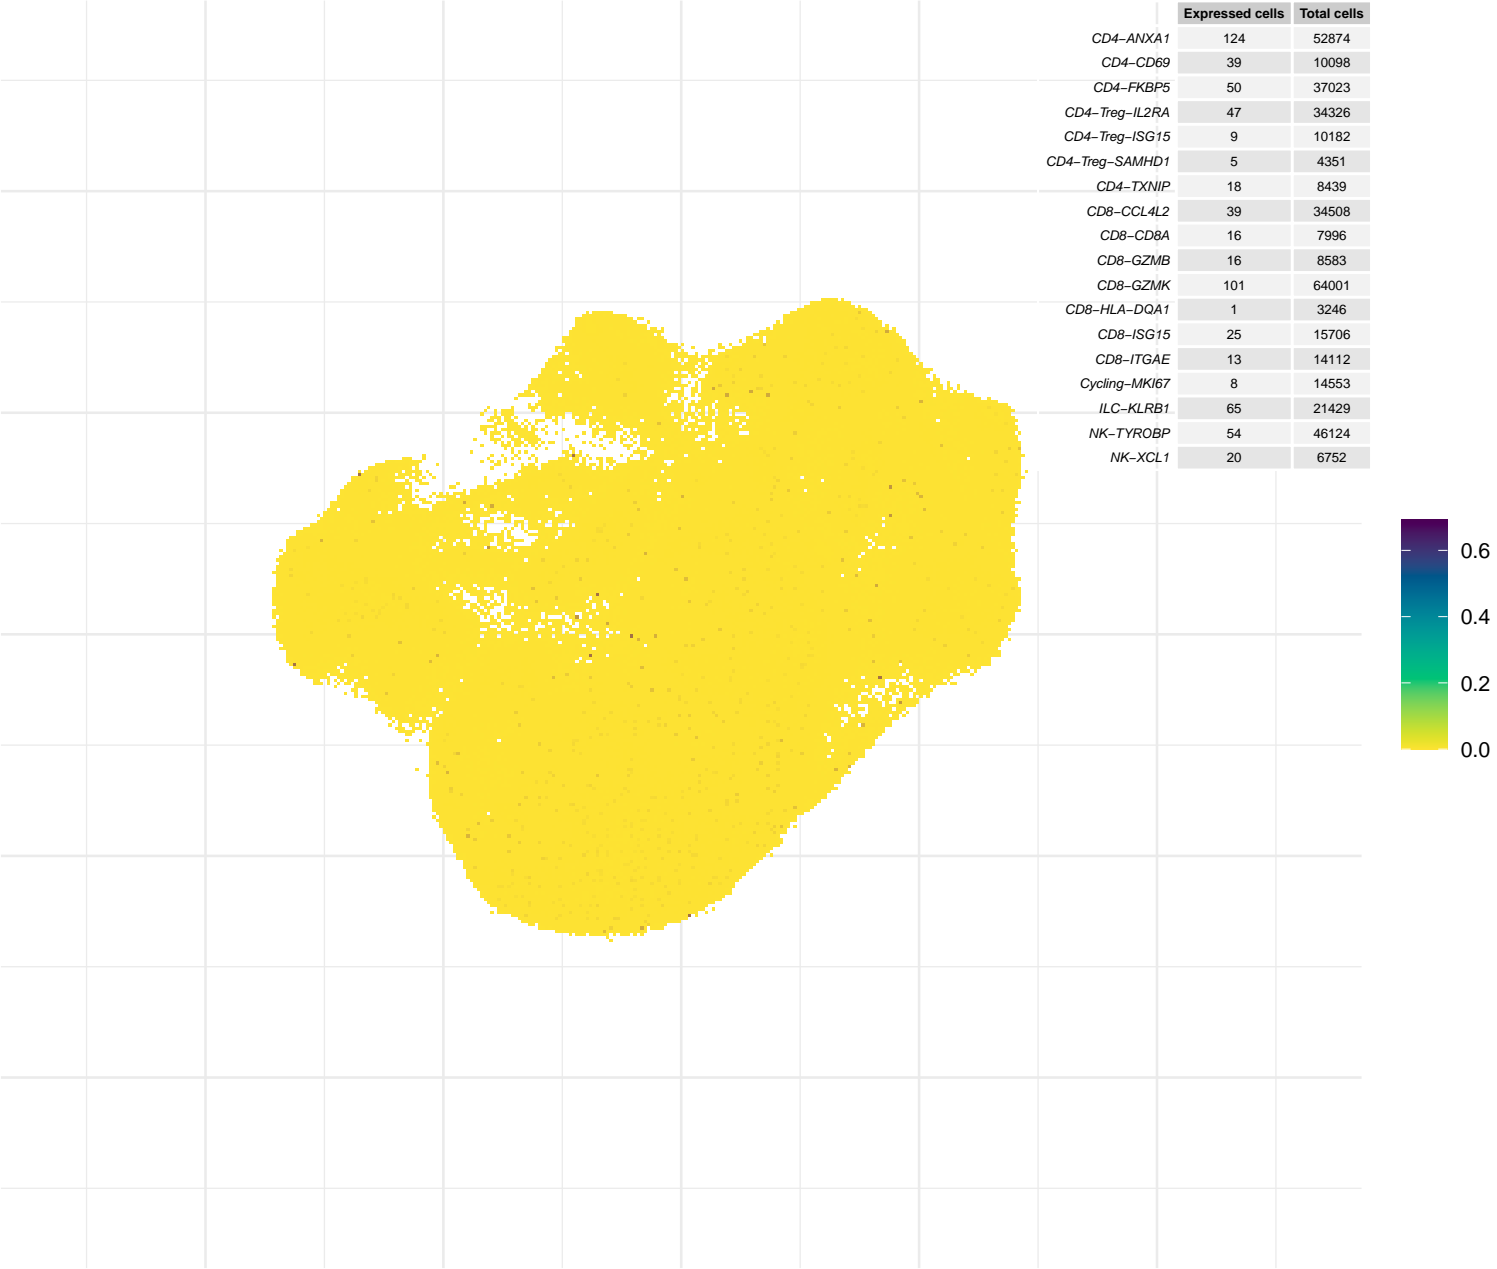 Expressed cells Total cells
CD4−ANXA1 124 52874
CD4−CD69 39 10098
CD4−FKBP5 50 37023
CD4−Treg−IL2RA 47 34326
CD4−Treg−ISG15 9 10182
CD4−Treg−SAMHD1 5 4351
CD4−TXNIP 18 8439
CD8−CCL4L2 39 34508
CD8−CD8A 16 7996
CD8−GZMB 16 8583
CD8−GZMK 101 64001
CD8−HLA−DQA1 1 3246
CD8−ISG15 25 15706
CD8−ITGAE 13 14112
Cycling−MKI67 8 14553
ILC−KLRB1 65 21429
NK−TYROBP 54 46124
NK−XCL1 20 6752
0.6
0.4
0.2
0.0